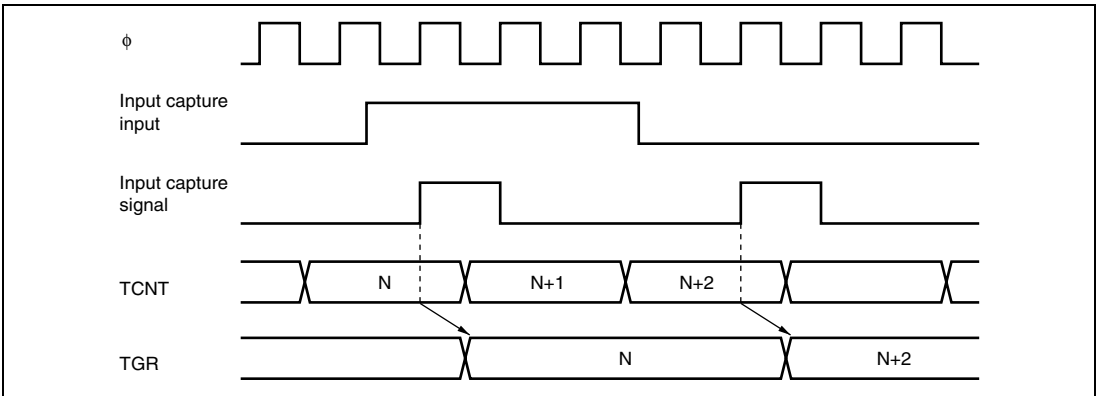 ϕ
Input capture
input
Input capture
signal
TCNT N N+1 N+2
TGR N N+2